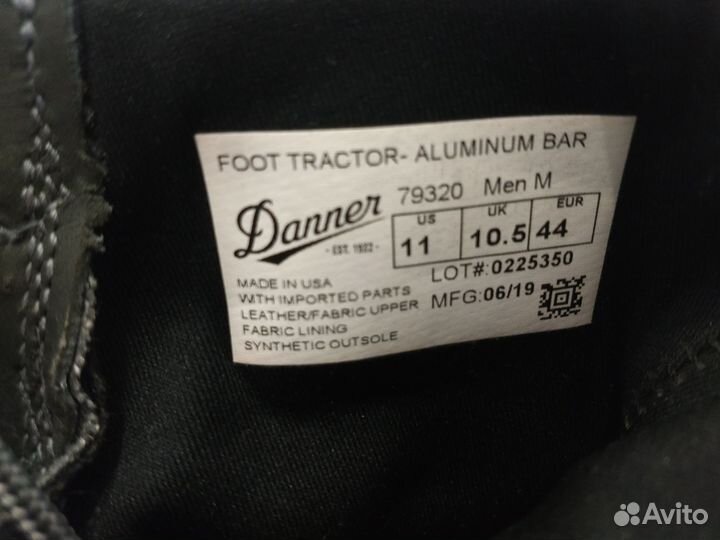 FOOT TRACTOR- ALUMINUM BAR
Danner
- EST. 1932 -
79320 Men M
US UK EUR
11 10.5 44
LOT#:0225350
MADE IN USA
WITH IMPORTED PARTS
LEATHER/FABRIC UPPER
FABRIC LINING
SYNTHETIC OUTSOLE
MFG:06/19
Avito